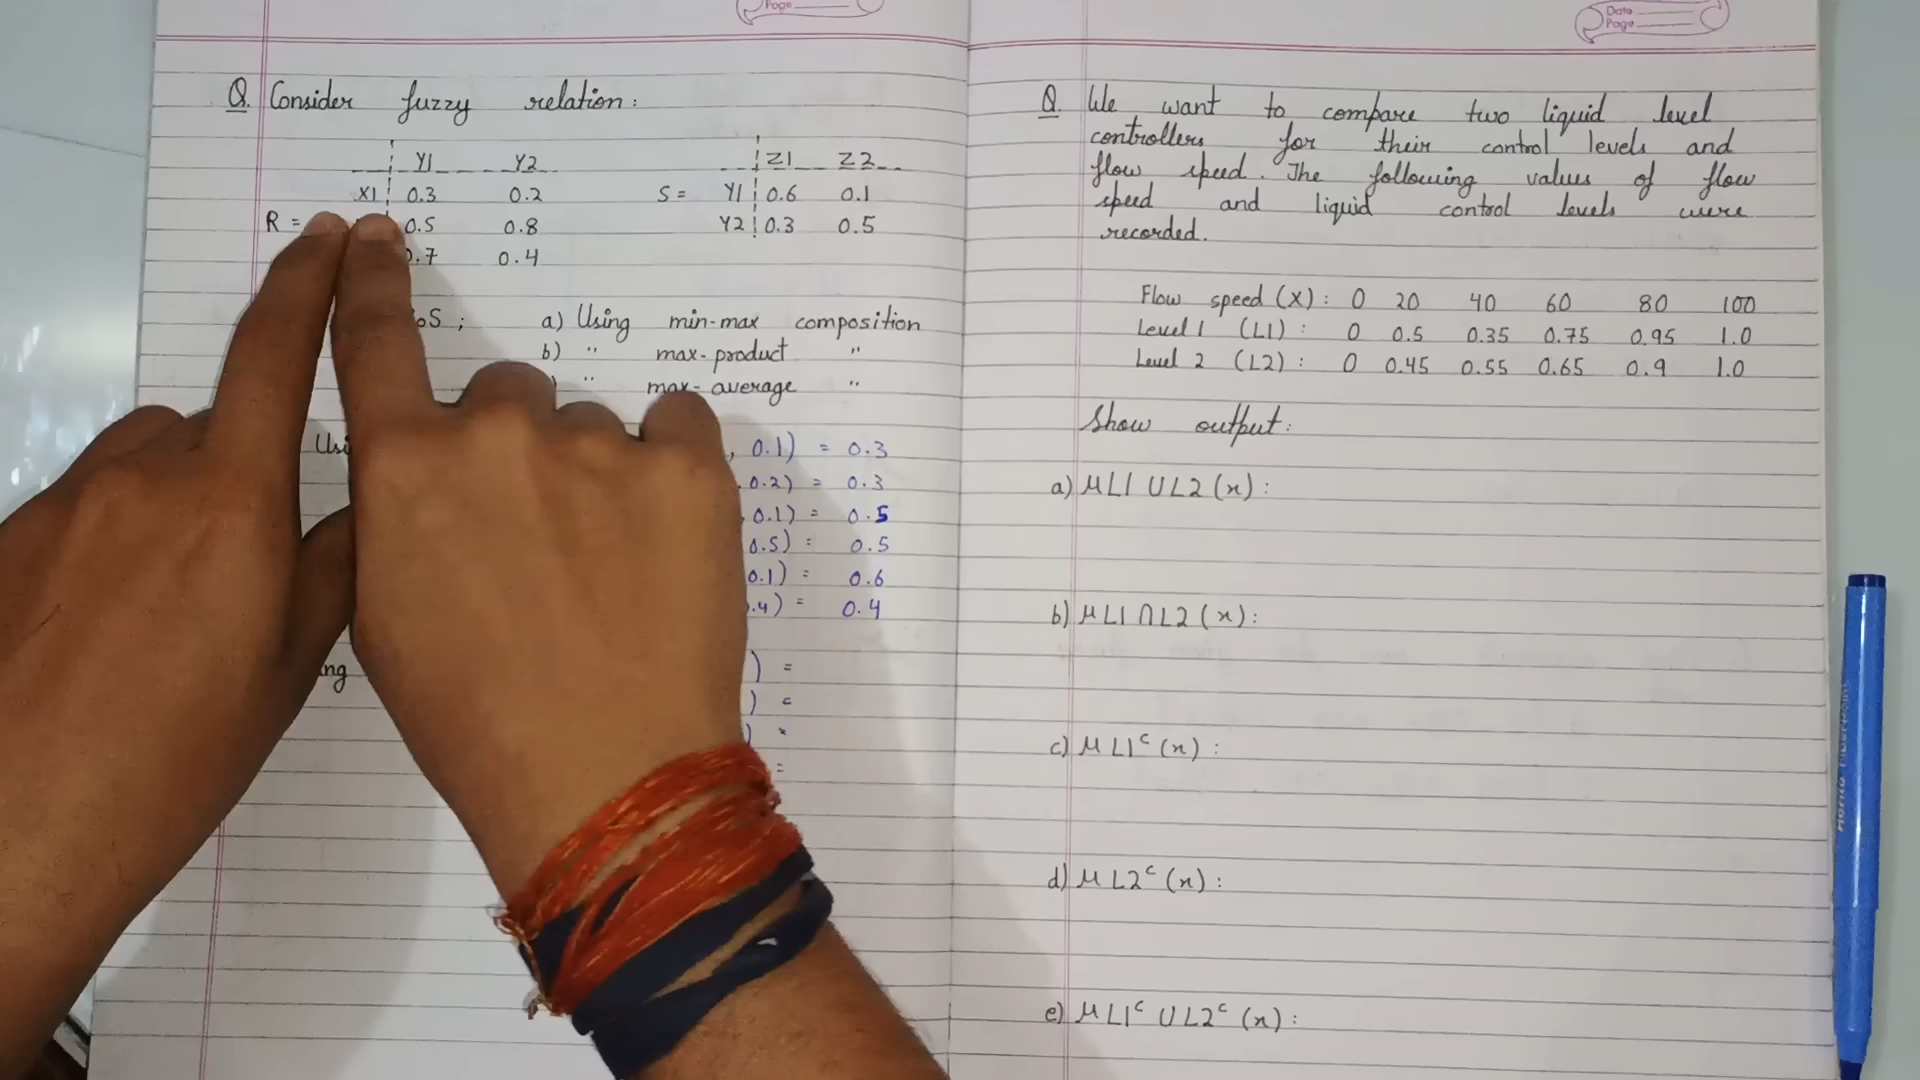 Page
Q. Consider fuzzy relation:
Y1 Y2
X1 0.3 0.2
R = 0.5 0.8
0.4
Z1 Z2
S = Y1 0.6 0.1
Y2 0.3 0.5
a) Using min-max composition
b) " max-product "
" max-average "
0.1) = 0.3
0.2) = 0.3
0.1) = 0.5
0.5) = 0.5
0.1) = 0.6
= 0.4
) =
) =
=
Date
Page
Q. We want to compare two liquid level
controllers for their control levels and
flow speed. The following values of flow
speed and liquid control levels were
recorded.
Flow speed (X) : 0 20 40 60 80 100
Level 1 (L1) : 0 0.5 0.35 0.75 0.95 1.0
Level 2 (L2) : 0 0.45 0.55 0.65 0.9 1.0
Show output:
a) μL1 ∪ L2 (x) :
b) μL1 ∩ L2 (x) :
c) μL1ᶜ (x) :
d) μL2ᶜ (x) :
e) μL1ᶜ ∪ L2ᶜ (x) :